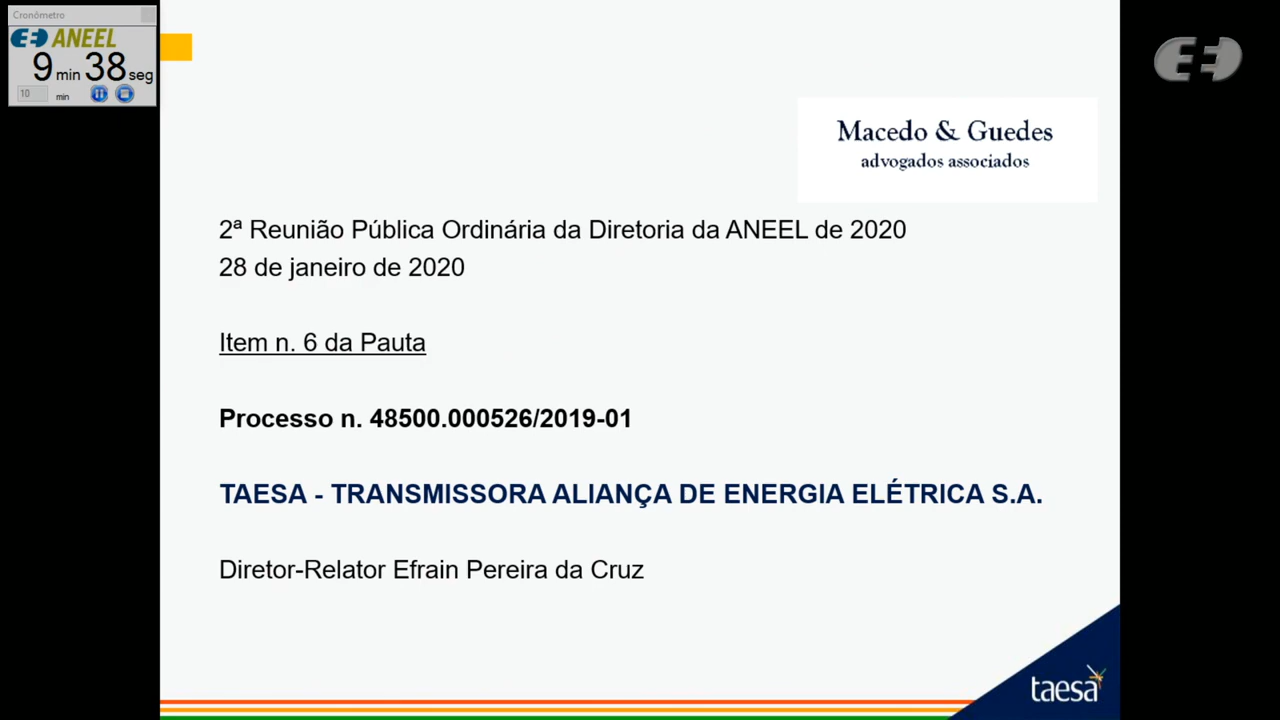 Cronômetro
ANEEL
9 min 38 seg
10 min
Macedo & Guedes
advogados associados
2ª Reunião Pública Ordinária da Diretoria da ANEEL de 2020
28 de janeiro de 2020
Item n. 6 da Pauta
Processo n. 48500.000526/2019-01
TAESA - TRANSMISSORA ALIANÇA DE ENERGIA ELÉTRICA S.A.
Diretor-Relator Efrain Pereira da Cruz
taesa